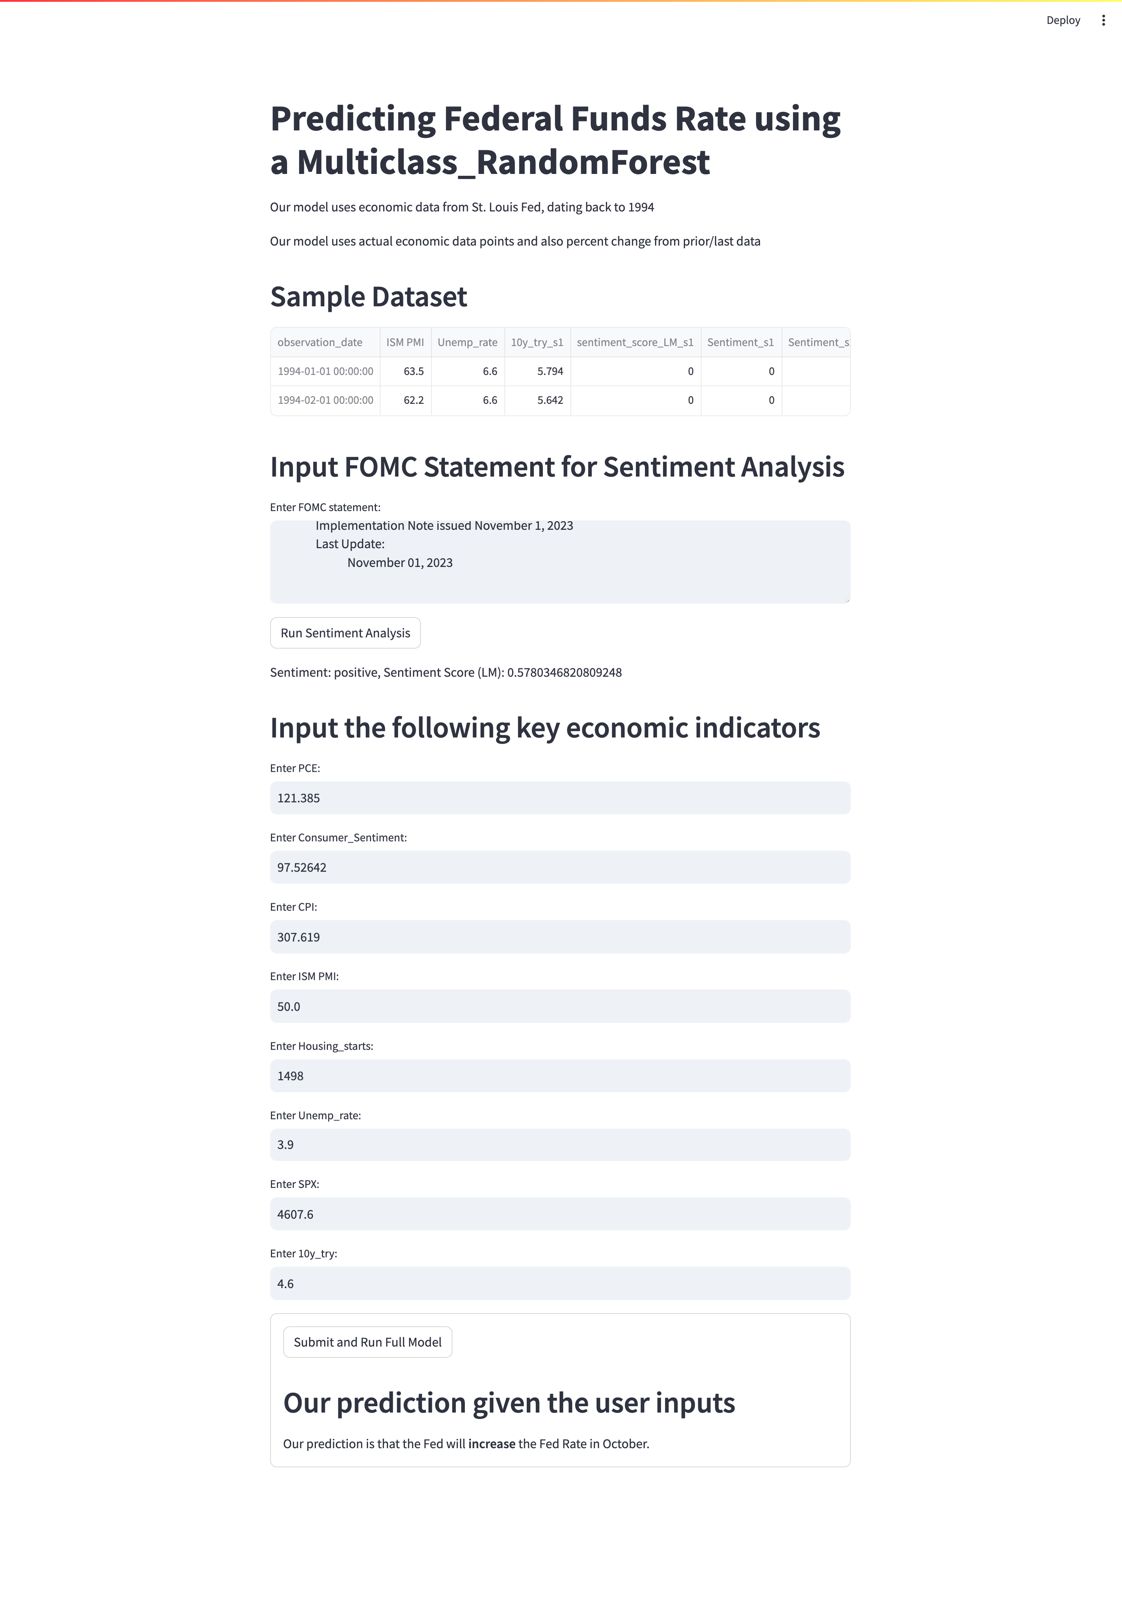 Deploy
Predicting Federal Funds Rate using
a Multiclass_RandomForest
Our model uses economic data from St. Louis Fed, dating back to 1994
Our model uses actual economic data points and also percent change from prior/last data
Sample Dataset
observation_date ISM PMI Unemp_rate 10y_try_s1 sentiment_score_LM_s1 Sentiment_s1 Sentiment_s
1994-01-01 00:00:00 63.5 6.6 5.794 0 0
1994-02-01 00:00:00 62.2 6.6 5.642 0 0
Input FOMC Statement for Sentiment Analysis
Enter FOMC statement:
Implementation Note issued November 1, 2023
Last Update:
November 01, 2023
Run Sentiment Analysis
Sentiment: positive, Sentiment Score (LM): 0.5780346820809248
Input the following key economic indicators
Enter PCE:
121.385
Enter Consumer_Sentiment:
97.52642
Enter CPI:
307.619
Enter ISM PMI:
50.0
Enter Housing_starts:
1498
Enter Unemp_rate:
3.9
Enter SPX:
4607.6
Enter 10y_try:
4.6
Submit and Run Full Model
Our prediction given the user inputs
Our prediction is that the Fed will increase the Fed Rate in October.